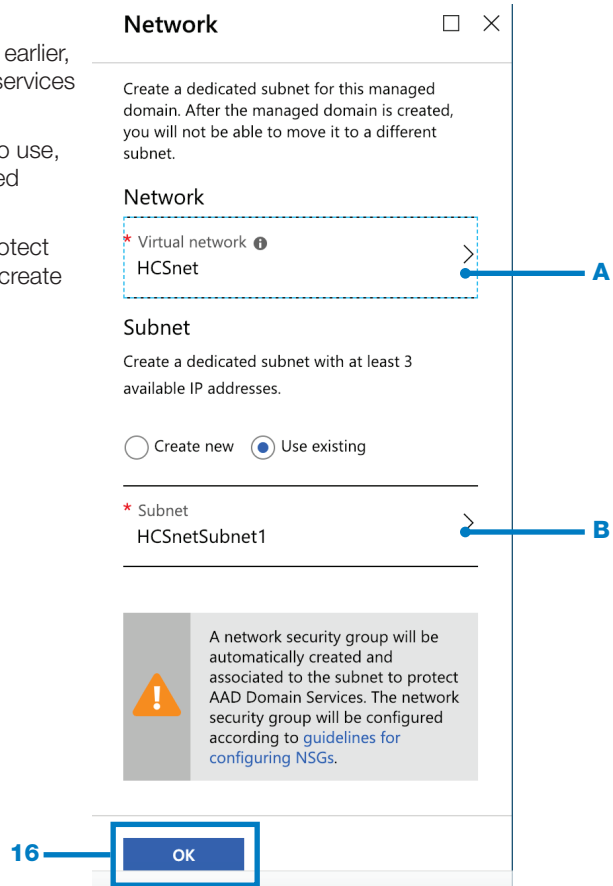 earlier,
services
o use,
ed
otect
create
Network
Create a dedicated subnet for this managed
domain. After the managed domain is created,
you will not be able to move it to a different
subnet.
Network
* Virtual network
HCSnet
A
Subnet
Create a dedicated subnet with at least 3
available IP addresses.
Create new Use existing
* Subnet
HCSnetSubnet1
B
A network security group will be
automatically created and
associated to the subnet to protect
AAD Domain Services. The network
security group will be configured
according to guidelines for
configuring NSGs.
16
OK